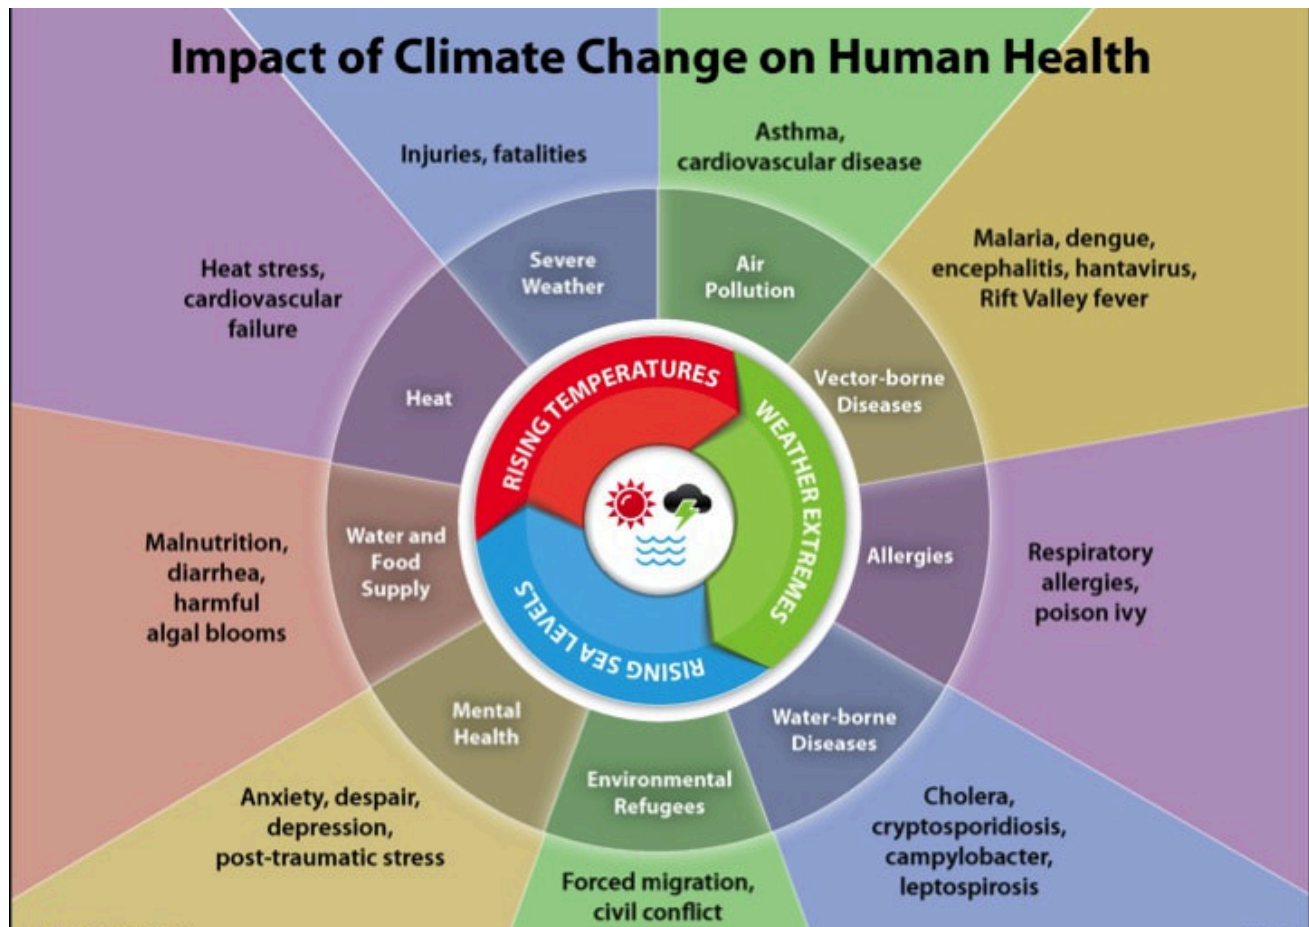 Impact of Climate Change on Human Health
Injuries, fatalities
Asthma,
cardiovascular disease
Heat stress,
cardiovascular
failure
Malaria, dengue,
encephalitis, hantavirus,
Rift Valley fever
Severe
Weather
Air
Pollution
Heat
Vector-borne
Diseases
RISING TEMPERATURES
WEATHER EXTREMES
RISING SEA LEVELS
Malnutrition,
diarrhea,
harmful
algal blooms
Water and
Food
Supply
Allergies
Respiratory
allergies,
poison ivy
Mental
Health
Environmental
Refugees
Water-borne
Diseases
Anxiety, despair,
depression,
post-traumatic stress
Forced migration,
civil conflict
Cholera,
cryptosporidiosis,
campylobacter,
leptospirosis